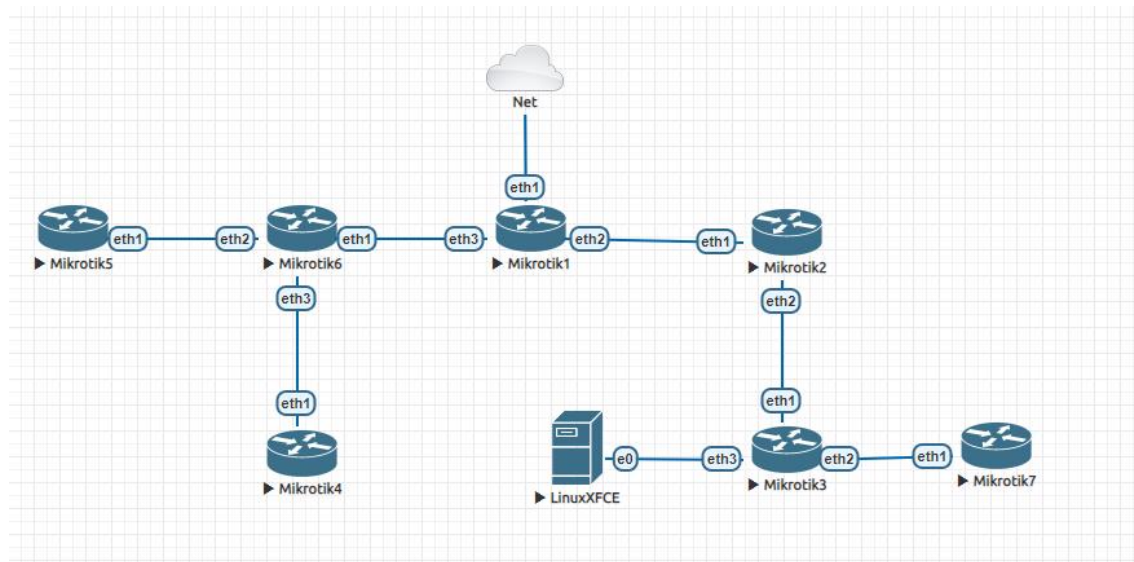 Net
eth1
eth1
eth2
eth1
eth3
eth2
eth1
Mikrotik5
Mikrotik6
Mikrotik1
Mikrotik2
eth3
eth2
eth1
eth1
e0
eth3
eth2
eth1
Mikrotik4
LinuxXFCE
Mikrotik3
Mikrotik7